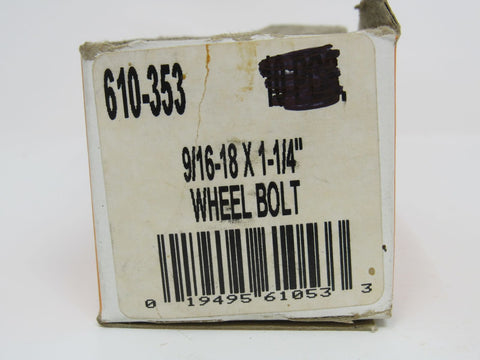 610-353
9/16-18 X 1-1/4"
WHEEL BOLT
0 19495 61053 3